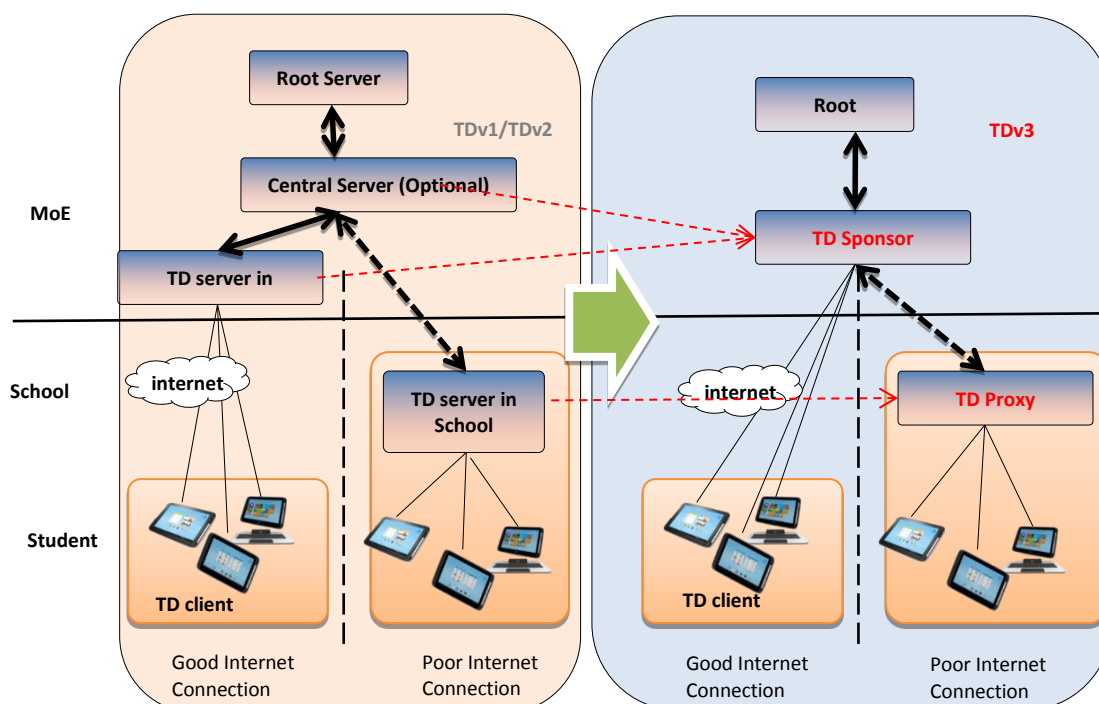 Root Server
TDv1/TDv2
Central Server (Optional)
MoE
TD server in
internet
School
TD server in
School
Student
TD client
Good Internet
Connection
Poor Internet
Connection
Root
TDv3
TD Sponsor
internet
TD Proxy
TD client
Good Internet
Connection
Poor Internet
Connection